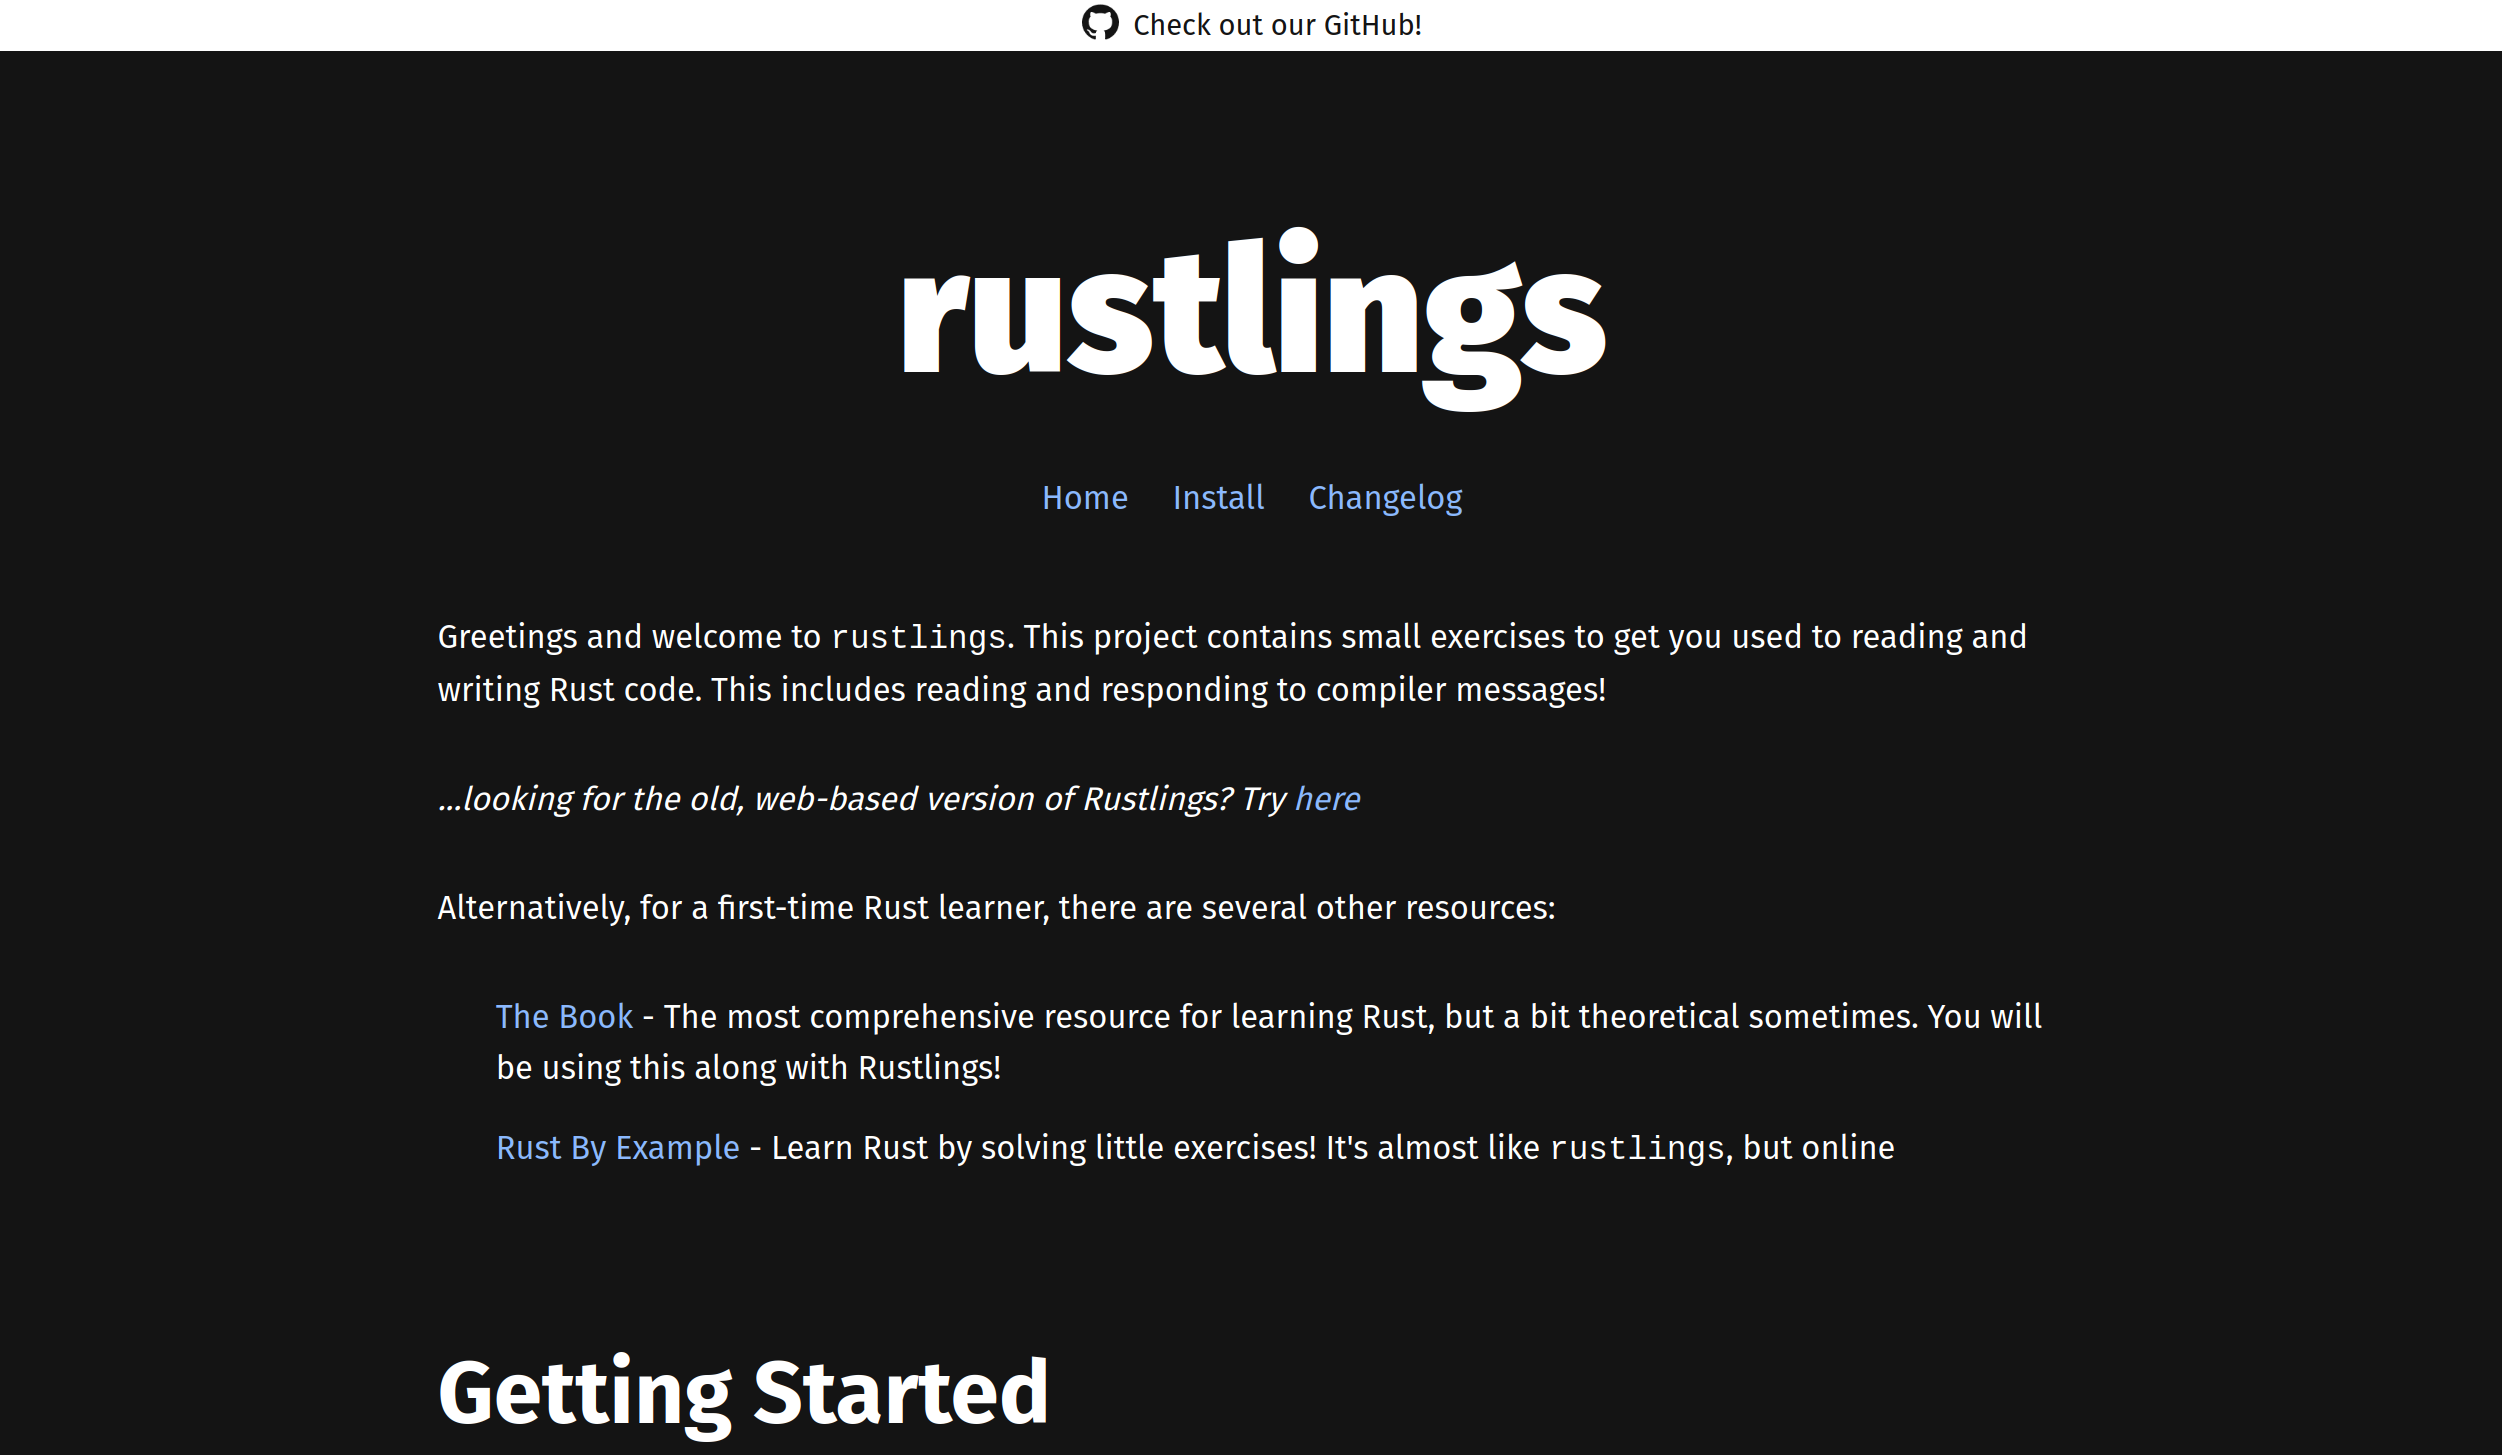 Check out our GitHub!
rustlings
Home Install Changelog
Greetings and welcome to rustlings. This project contains small exercises to get you used to reading and
writing Rust code. This includes reading and responding to compiler messages!
...looking for the old, web-based version of Rustlings? Try here
Alternatively, for a first-time Rust learner, there are several other resources:
The Book - The most comprehensive resource for learning Rust, but a bit theoretical sometimes. You will
be using this along with Rustlings!
Rust By Example - Learn Rust by solving little exercises! It's almost like rustlings, but online
Getting Started